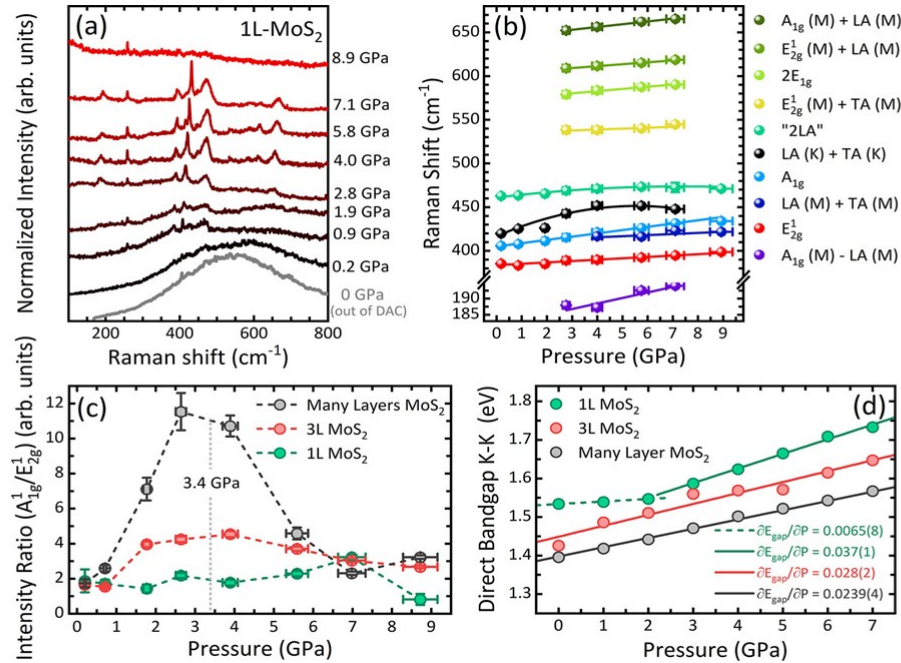 (a)
1L-MoS2
Normalized Intensity (arb. units)
8.9 GPa
7.1 GPa
5.8 GPa
4.0 GPa
2.8 GPa
1.9 GPa
0.9 GPa
0.2 GPa
0 GPa
(out of DAC)
200 400 600 800
Raman shift (cm-1)
(b)
Raman Shift (cm-1)
650
600
550
500
450
400
190
185
0 1 2 3 4 5 6 7 8 9
Pressure (GPa)
A1g (M) + LA (M)
E12g (M) + LA (M)
2E1g
E12g (M) + TA (M)
"2LA"
LA (K) + TA (K)
A1g
LA (M) + TA (M)
E12g
A1g (M) - LA (M)
(c)
Intensity Ratio (A11g/E12g) (arb. units)
12
10
8
6
4
2
0
Many Layers MoS2
3L MoS2
1L MoS2
3.4 GPa
0 1 2 3 4 5 6 7 8 9
Pressure (GPa)
(d)
Direct Bandgap K-K (eV)
1.8
1.7
1.6
1.5
1.4
1.3
1L MoS2
3L MoS2
Many Layer MoS2
∂Egap/∂P = 0.0065(8)
∂Egap/∂P = 0.037(1)
∂Egap/∂P = 0.028(2)
∂Egap/∂P = 0.0239(4)
0 1 2 3 4 5 6 7
Pressure (GPa)